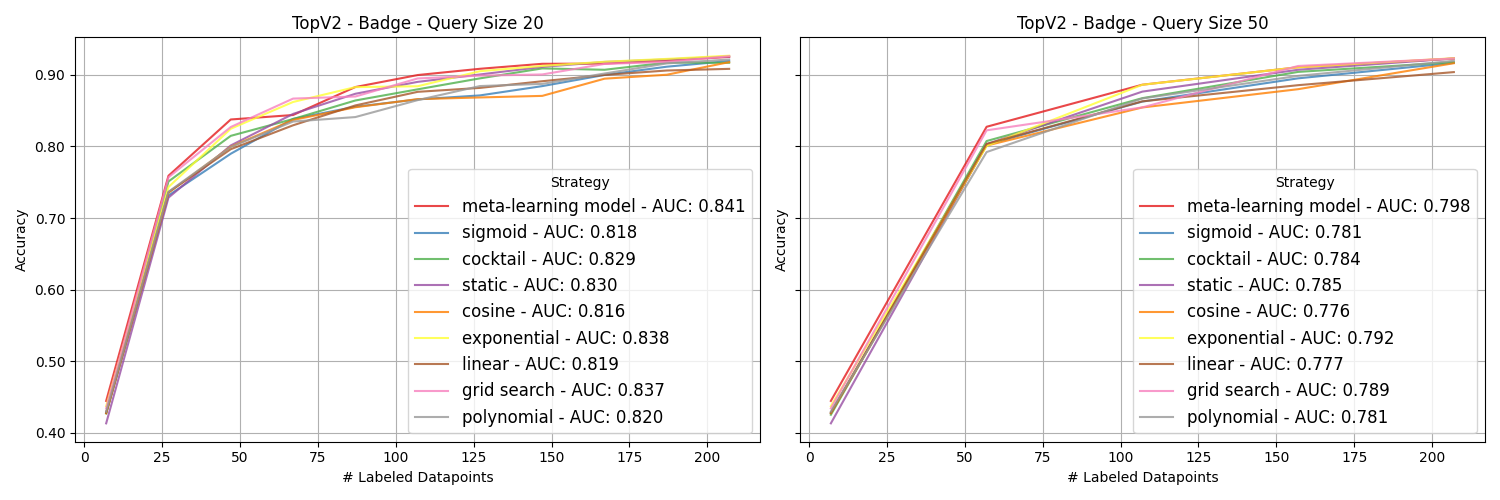 TopV2 - Badge - Query Size 20
Accuracy
0.90
0.80
0.70
0.60
0.50
0.40
0 25 50 75 100 125 150 175 200
# Labeled Datapoints
Strategy
meta-learning model - AUC: 0.841
sigmoid - AUC: 0.818
cocktail - AUC: 0.829
static - AUC: 0.830
cosine - AUC: 0.816
exponential - AUC: 0.838
linear - AUC: 0.819
grid search - AUC: 0.837
polynomial - AUC: 0.820
TopV2 - Badge - Query Size 50
Accuracy
0 25 50 75 100 125 150 175 200
# Labeled Datapoints
Strategy
meta-learning model - AUC: 0.798
sigmoid - AUC: 0.781
cocktail - AUC: 0.784
static - AUC: 0.785
cosine - AUC: 0.776
exponential - AUC: 0.792
linear - AUC: 0.777
grid search - AUC: 0.789
polynomial - AUC: 0.781